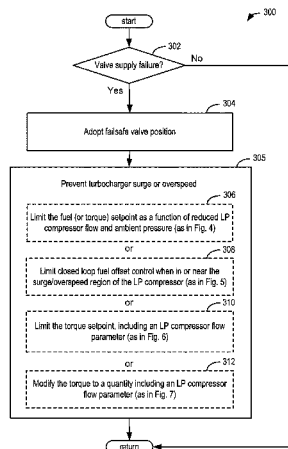 start
300
302
Valve supply failure?
No
Yes
304
Adopt failsafe valve position
305
Prevent turbocharger surge or overspeed
306
Limit the fuel (or torque) setpoint as a function of reduced LP
compressor flow and ambient pressure (as in Fig. 4)
or
308
Limit closed loop fuel offset control when in or near the
surge/overspeed region of the LP compressor (as in Fig. 5)
or
310
Limit the torque setpoint, including an LP compressor flow
parameter (as in Fig. 6)
or
312
Modify the torque to a quantity including an LP compressor
flow parameter (as in Fig. 7)
return